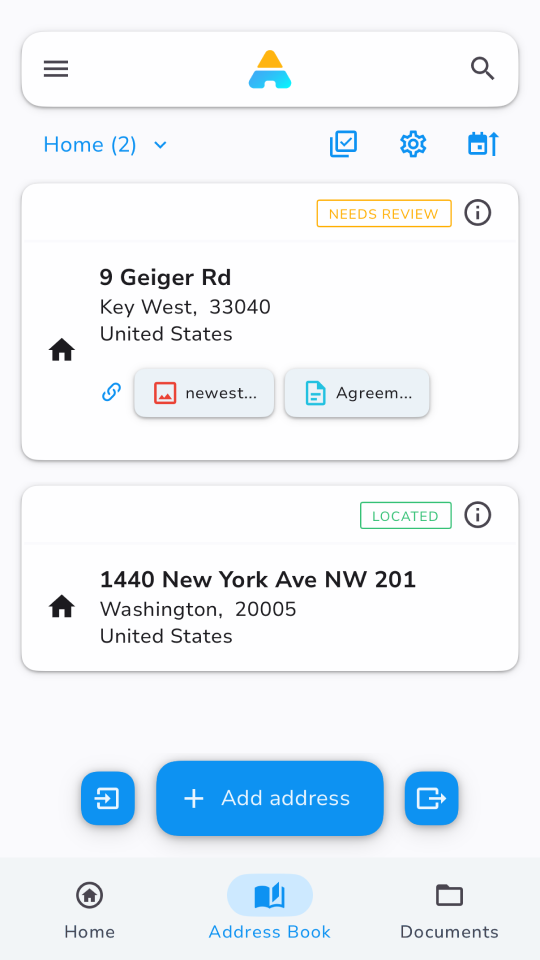 Home (2)
NEEDS REVIEW
9 Geiger Rd
Key West,  33040
United States
newest...
Agreem...
LOCATED
1440 New York Ave NW 201
Washington,  20005
United States
Add address
Home
Address Book
Documents